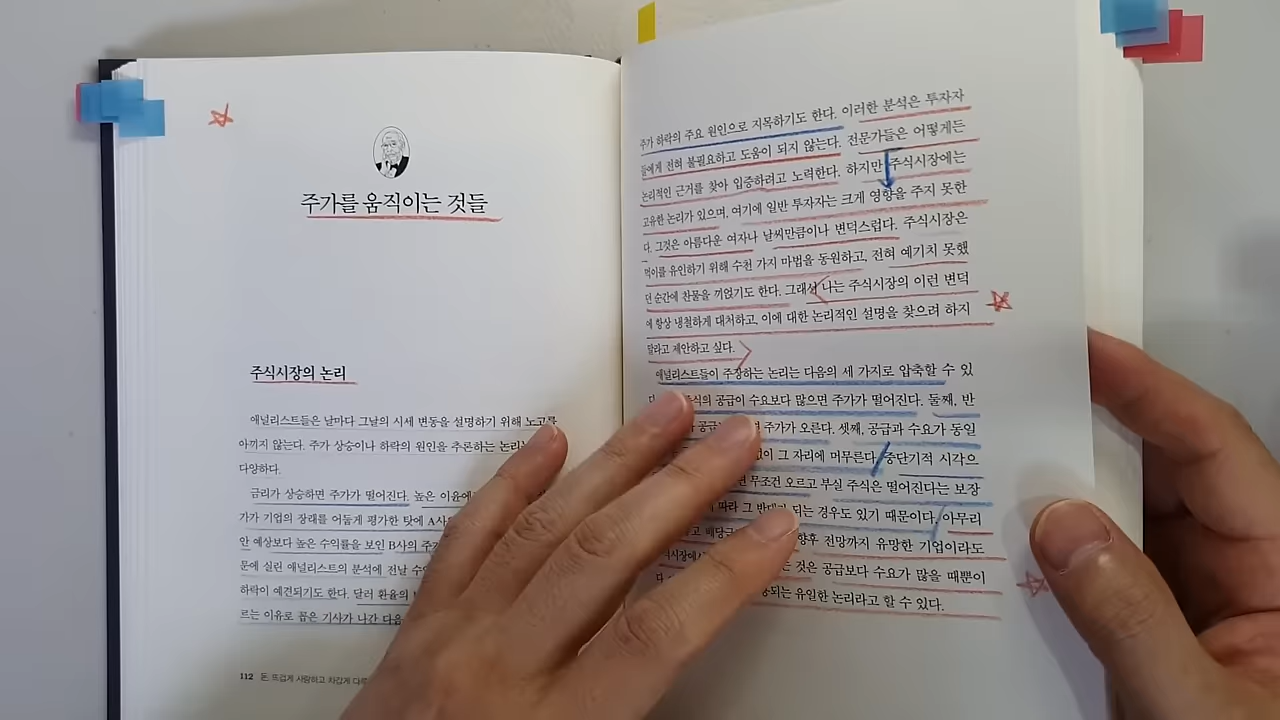 주가를 움직이는 것들
주식시장의 논리
애널리스트들은 날마다 그날의 시세 변동을 설명하기 위해 노고를
아끼지 않는다. 주가 상승이나 하락의 원인을 추론하는
다양하다.
금리가 상승하면 주가가 떨어진다. 높은
가가 기업의 장래를 어둡게 평가한 탓에
안 예상보다 높은 수익률을 보인 B사의
문에 실린 애널리스트의 분석에 전날
하락이 예견되기도 한다. 달러 환율의
르는 이유로 꼽은 기사가 나간 다음
112 돈, 뜨겁게 사랑하고 차갑게
주가 하락의 주요 원인으로 지목하기도 한다. 이러한 분석은 투자자
들에게 전혀 불필요하고 도움이 되지 않는다. 전문가들은 어떻게든
논리적인 근거를 찾아 입증하려고 노력한다. 하지만 주식시장에는
고유한 논리가 있으며, 여기에 일반 투자자는 크게 영향을 주지 못한
다. 그것은 아름다운 여자나 날씨만큼이나 변덕스럽다. 주식시장은
먹이를 유인하기 위해 수천 가지 마법을 동원하고, 전혀 예기치 못했
던 순간에 찬물을 끼얹기도 한다. 그래서 나는 주식시장의 이런 변덕
에 항상 냉철하게 대처하고, 이에 대한 논리적인 설명을 찾으려 하지
말라고 제안하고 싶다.
애널리스트들이 주장하는 논리는 다음의 세 가지로 압축할 수 있
공급이 수요보다 많으면 주가가 떨어진다. 둘째, 반
주가가 오른다. 셋째, 공급과 수요가 동일
그 자리에 머무른다. 중단기적 시각으
무조건 오르고 부실 주식은 떨어진다는 보장
따라 그 반대가 되는 경우도 있기 때문이다. 아무리
향후 전망까지 유망한 기업이라도
것은 공급보다 수요가 많을 때뿐이
유일한 논리라고 할 수 있다.